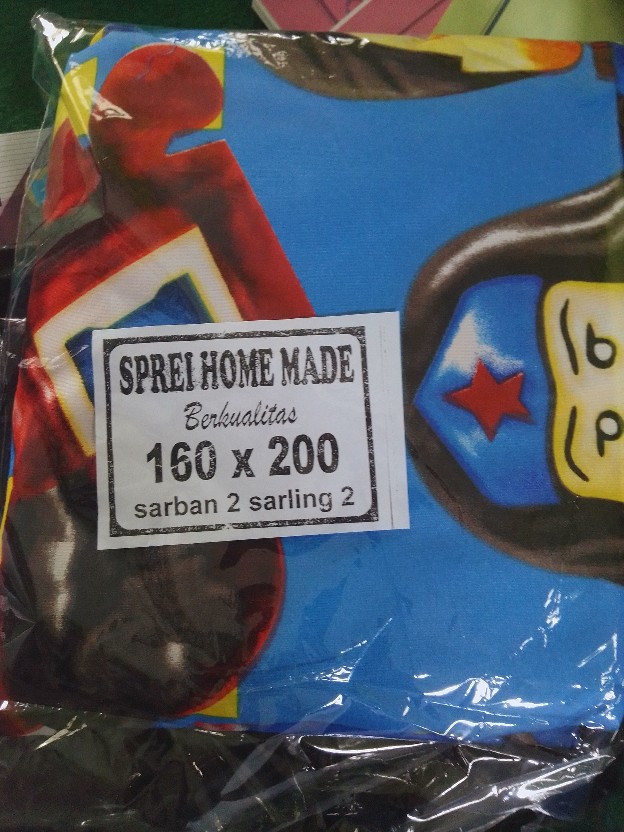 SPREI HOME MADE
Berkualitas
160 x 200
sarban 2 sarling 2